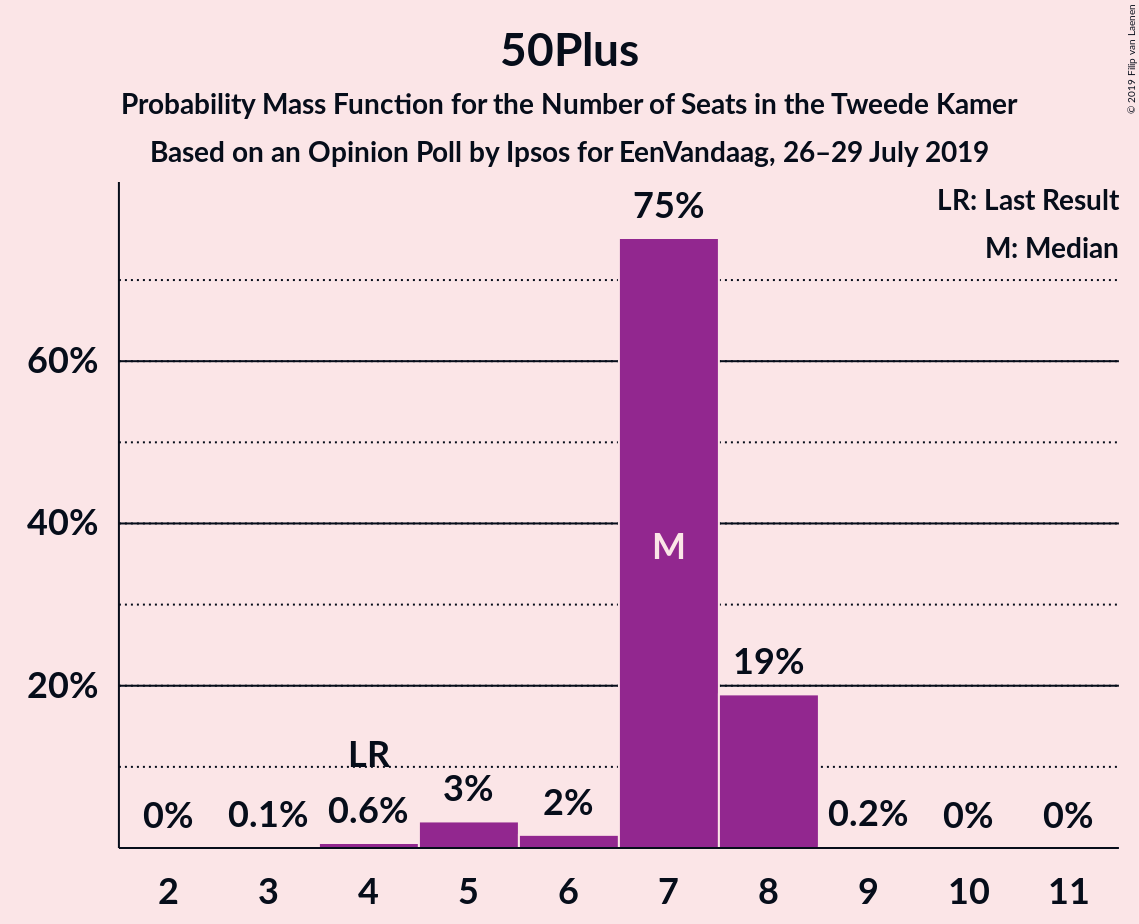 50Plus
Probability Mass Function for the Number of Seats in the Tweede Kamer
Based on an Opinion Poll by Ipsos for EenVandaag, 26–29 July 2019
© 2019 Filip van Laenen
LR: Last Result
M: Median
75%
60%
40%
M
19%
20%
LR
0%
0.1%
0.6%
3%
2%
0.2%
0%
0%
2
3
4
5
6
7
8
9
10
11